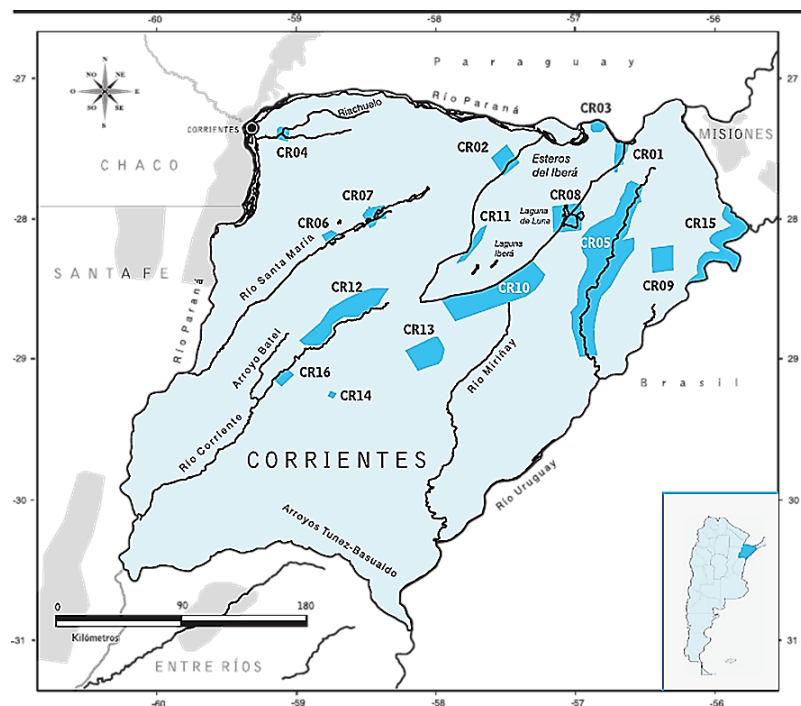 -60 -59 -58 -57 -56
-27 -27
-28 -28
-29 -29
-30 -30
-31 -31
N
NO NE
O E
SO SE
S
Paraguay
Río Paraná
CR03
Riachuelo
CORRIENTES
MISIONES
CR04
CR02
Esteros
del Iberá
CR01
CHACO
CR07
CR08
CR06
CR11
Laguna
de Luna
CR15
CR05
Laguna
Iberá
SANTA FE
Río Santa María
CR12
CR10
CR09
Río Paraná
CR13
Arroyo Batel
Río Miriñay
CR16
CR14
Brasil
Río Corriente
CORRIENTES
Río Uruguay
Arroyos Tunez-Basualdo
0 90 180
Kilómetros
ENTRE RÍOS
-60 -59 -58 -57 -56